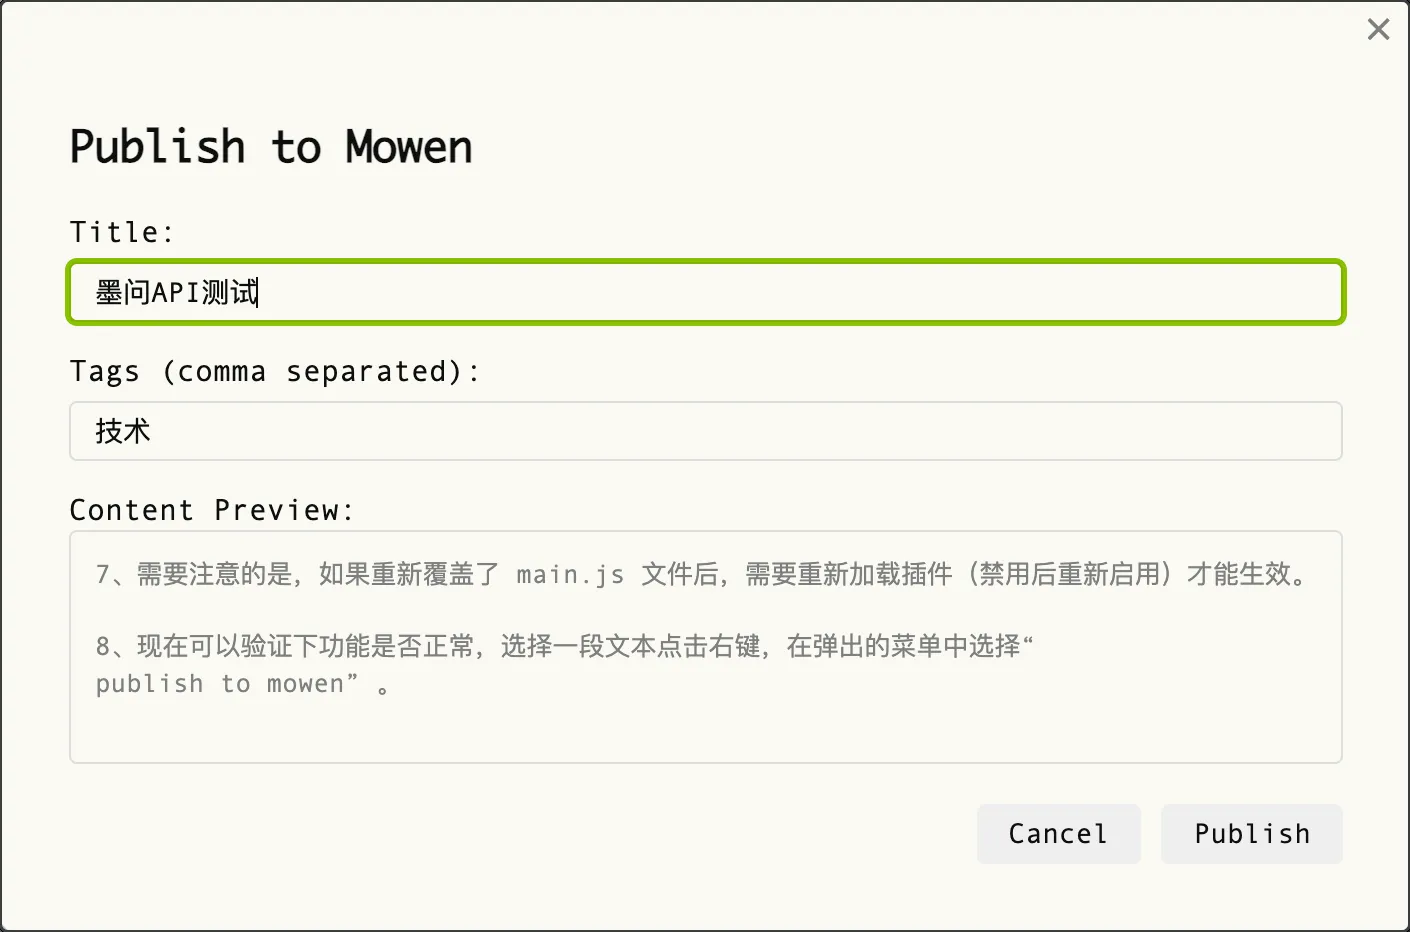 Publish to Mowen
Title:
墨问API测试
Tags (comma separated):
技术
Content Preview:
7、需要注意的是，如果重新覆盖了 main.js 文件后，需要重新加载插件（禁用后重新启用）才能生效。
8、现在可以验证下功能是否正常，选择一段文本点击右键，在弹出的菜单中选择“
publish to mowen” 。
Cancel
Publish